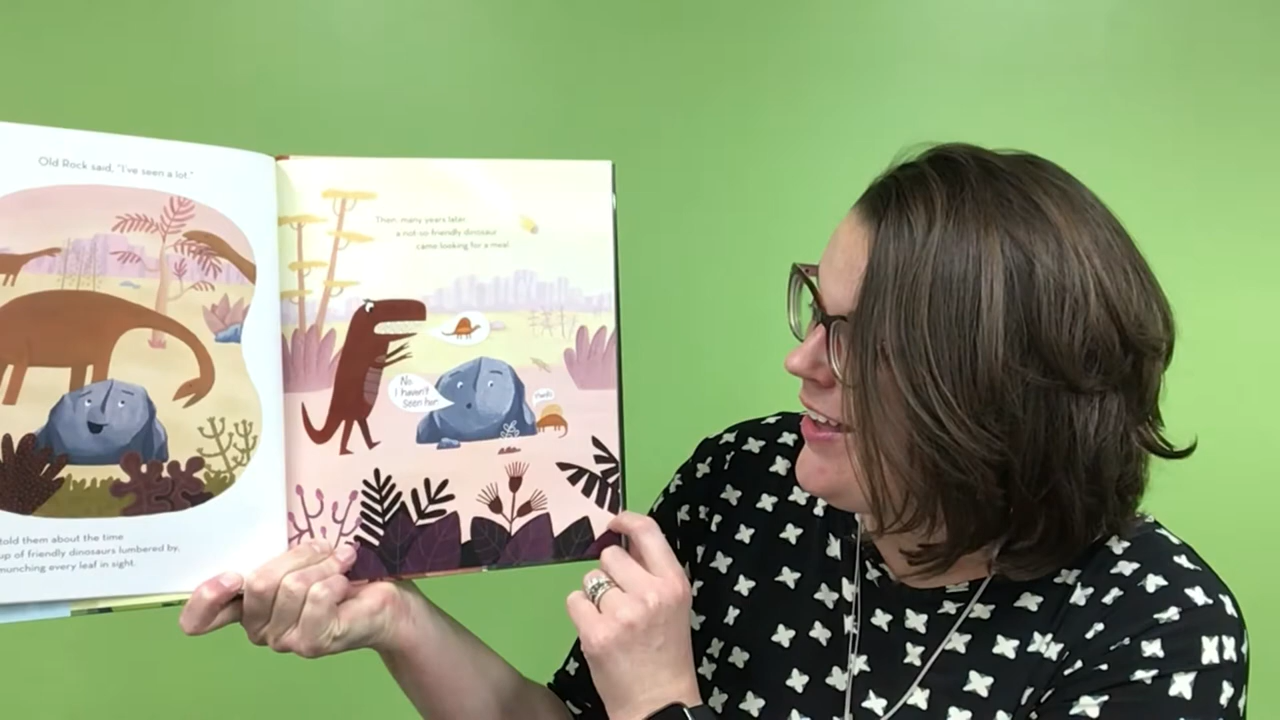 Old Rock said, "I've seen a lot."
told them about the time
up of friendly dinosaurs lumbered by,
munching every leaf in sight.
Then, many years later,
a not-so-friendly dinosaur
came looking for a meal.
No
I haven't
seen her.